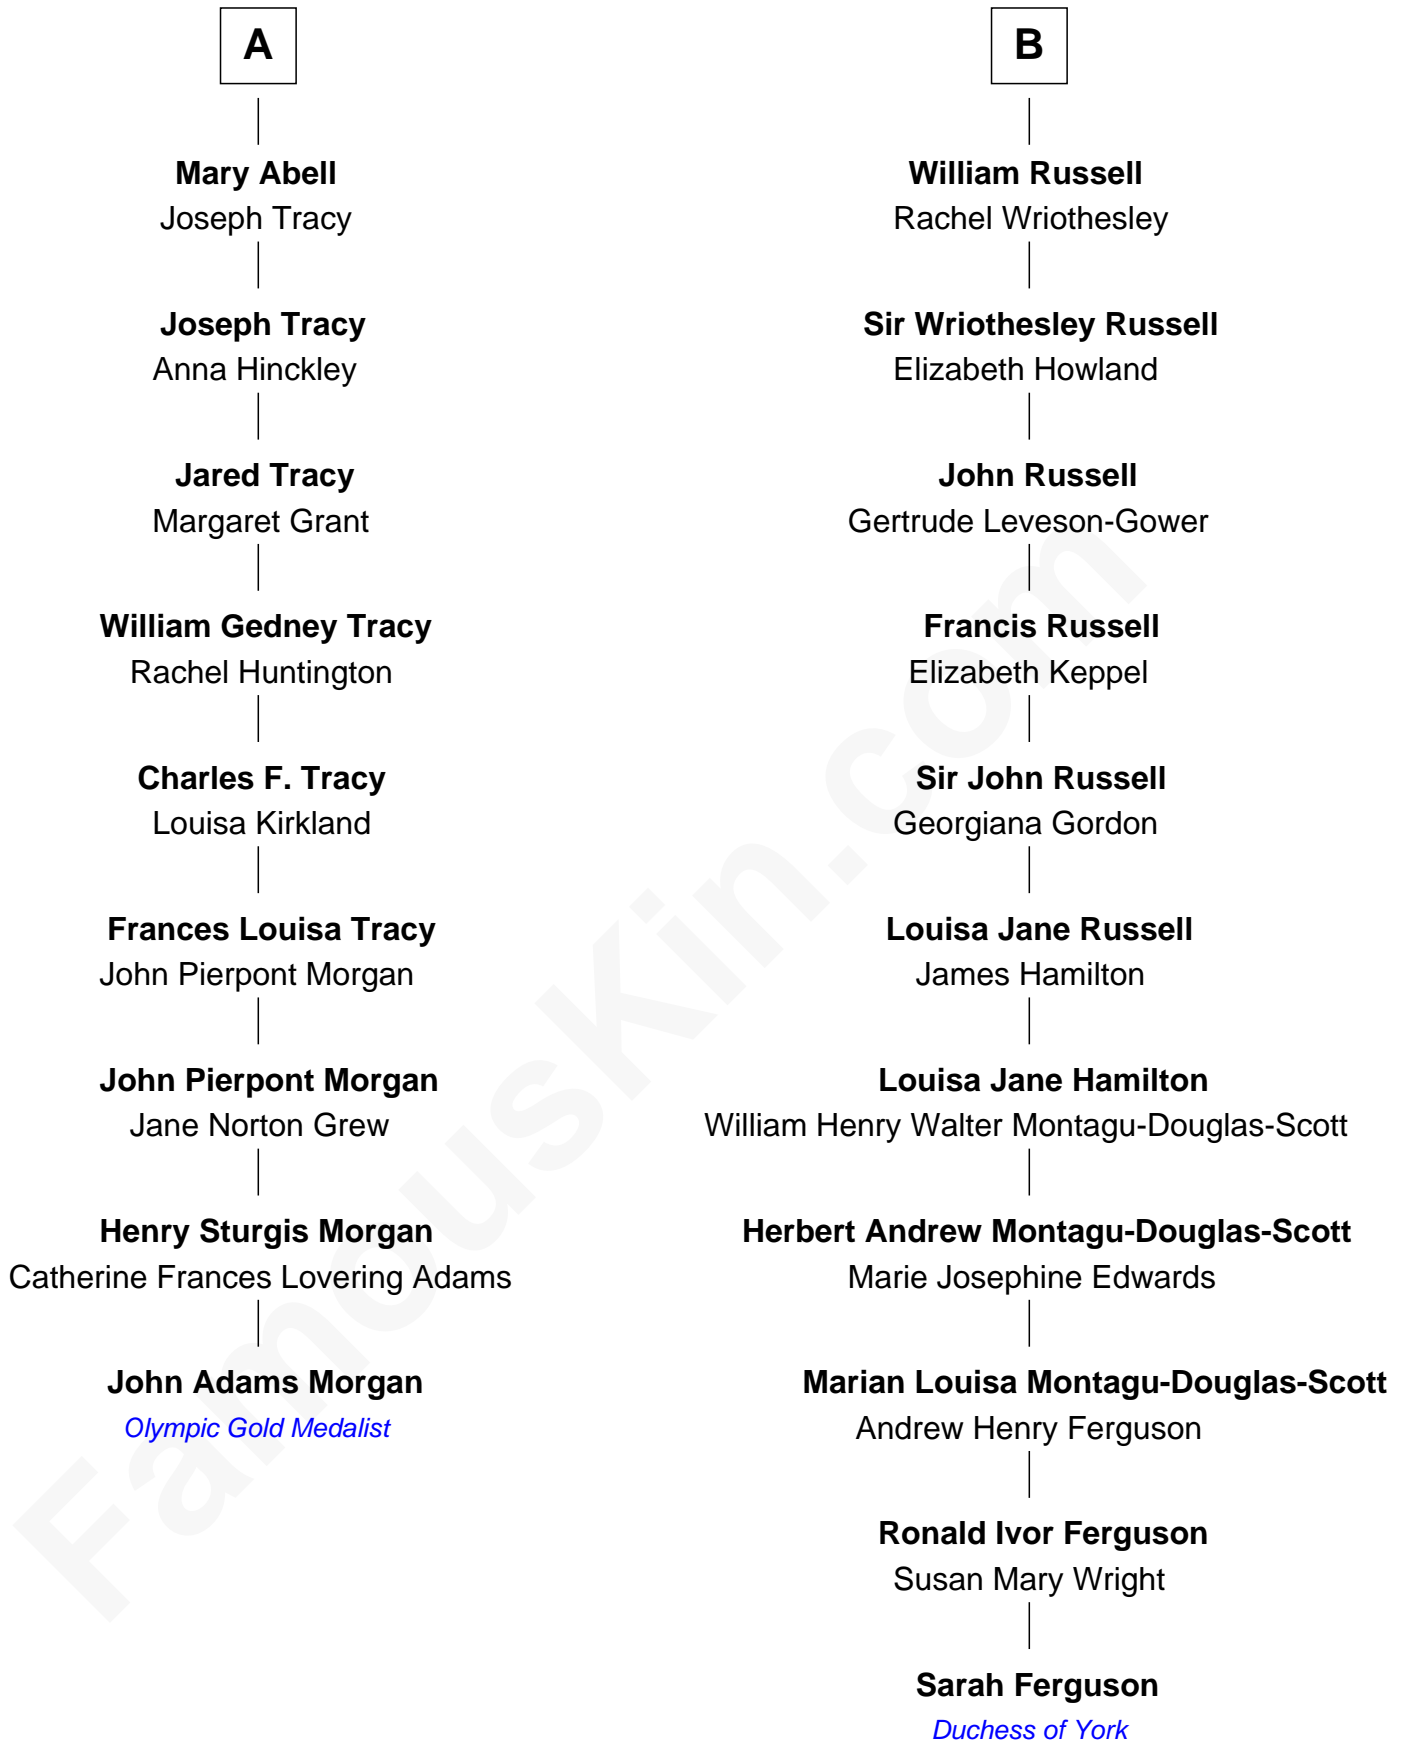 A
Mary Abell
Joseph Tracy
Joseph Tracy
Anna Hinckley
Jared Tracy
Margaret Grant
William Gedney Tracy
Rachel Huntington
Charles F. Tracy
Louisa Kirkland
Frances Louisa Tracy
John Pierpont Morgan
John Pierpont Morgan
Jane Norton Grew
Henry Sturgis Morgan
Catherine Frances Lovering Adams
John Adams Morgan
Olympic Gold Medalist
B
William Russell
Rachel Wriothesley
Sir Wriothesley Russell
Elizabeth Howland
John Russell
Gertrude Leveson-Gower
Francis Russell
Elizabeth Keppel
Sir John Russell
Georgiana Gordon
Louisa Jane Russell
James Hamilton
Louisa Jane Hamilton
William Henry Walter Montagu-Douglas-Scott
Herbert Andrew Montagu-Douglas-Scott
Marie Josephine Edwards
Marian Louisa Montagu-Douglas-Scott
Andrew Henry Ferguson
Ronald Ivor Ferguson
Susan Mary Wright
Sarah Ferguson
Duchess of York
FamousKin.com